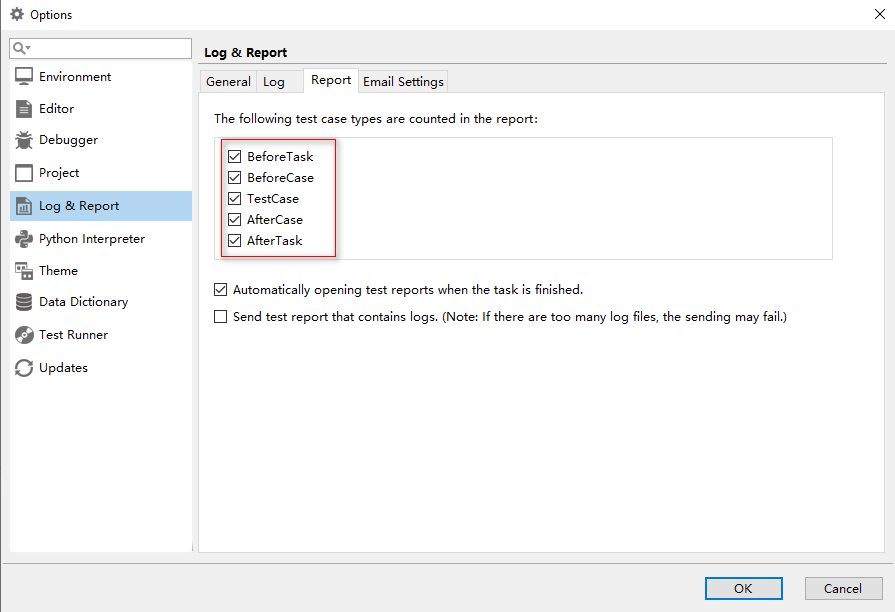 Options
Log & Report
Environment
Editor
Debugger
Project
Log & Report
Python Interpreter
Theme
Data Dictionary
Test Runner
Updates
General Log Report Email Settings
The following test case types are counted in the report:
BeforeTask
BeforeCase
TestCase
AfterCase
AfterTask
Automatically opening test reports when the task is finished.
Send test report that contains logs. (Note: If there are too many log files, the sending may fail.)
OK Cancel